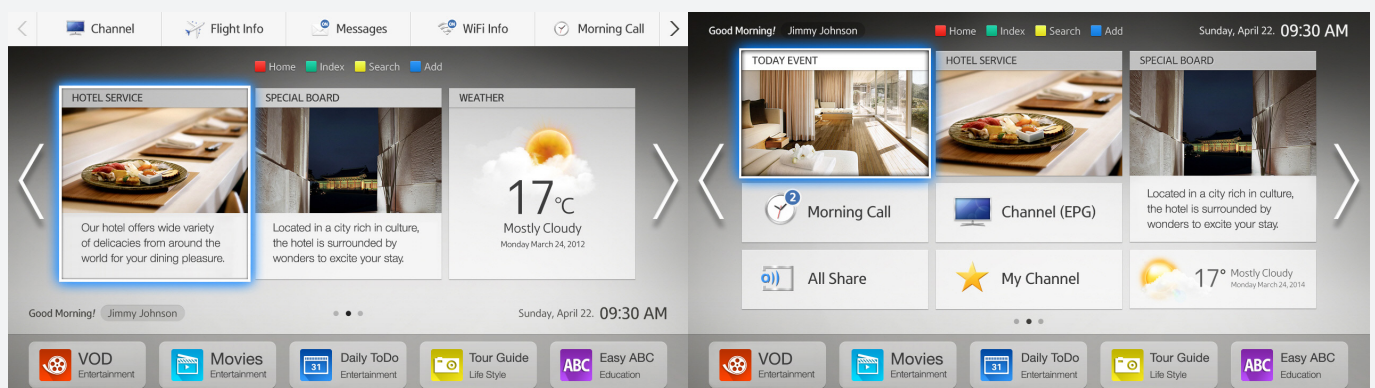 Channel
Flight Info
ON
Messages
ON
WiFi Info
Morning Call
Home
Index
Search
Add
HOTEL SERVICE
Our hotel offers wide variety
of delicacies from around the
world for your dining pleasure.
SPECIAL BOARD
Located in a city rich in culture,
the hotel is surrounded by
wonders to excite your stay.
WEATHER
17°C
Mostly Cloudy
Monday March 24, 2012
Good Morning! Jimmy Johnson
Sunday, April 22. 09:30 AM
VOD
Entertainment
Movies
Entertainment
31
Daily ToDo
Entertainment
Tour Guide
Life Style
ABC
Easy ABC
Education
Good Morning! Jimmy Johnson
Home
Index
Search
Add
Sunday, April 22. 09:30 AM
TODAY EVENT
HOTEL SERVICE
SPECIAL BOARD
Located in a city rich in culture,
the hotel is surrounded by
wonders to excite your stay.
2
Morning Call
Channel (EPG)
All Share
My Channel
17° Mostly Cloudy
Monday March 24, 2014
VOD
Entertainment
Movies
Entertainment
31
Daily ToDo
Entertainment
Tour Guide
Life Style
ABC
Easy ABC
Education